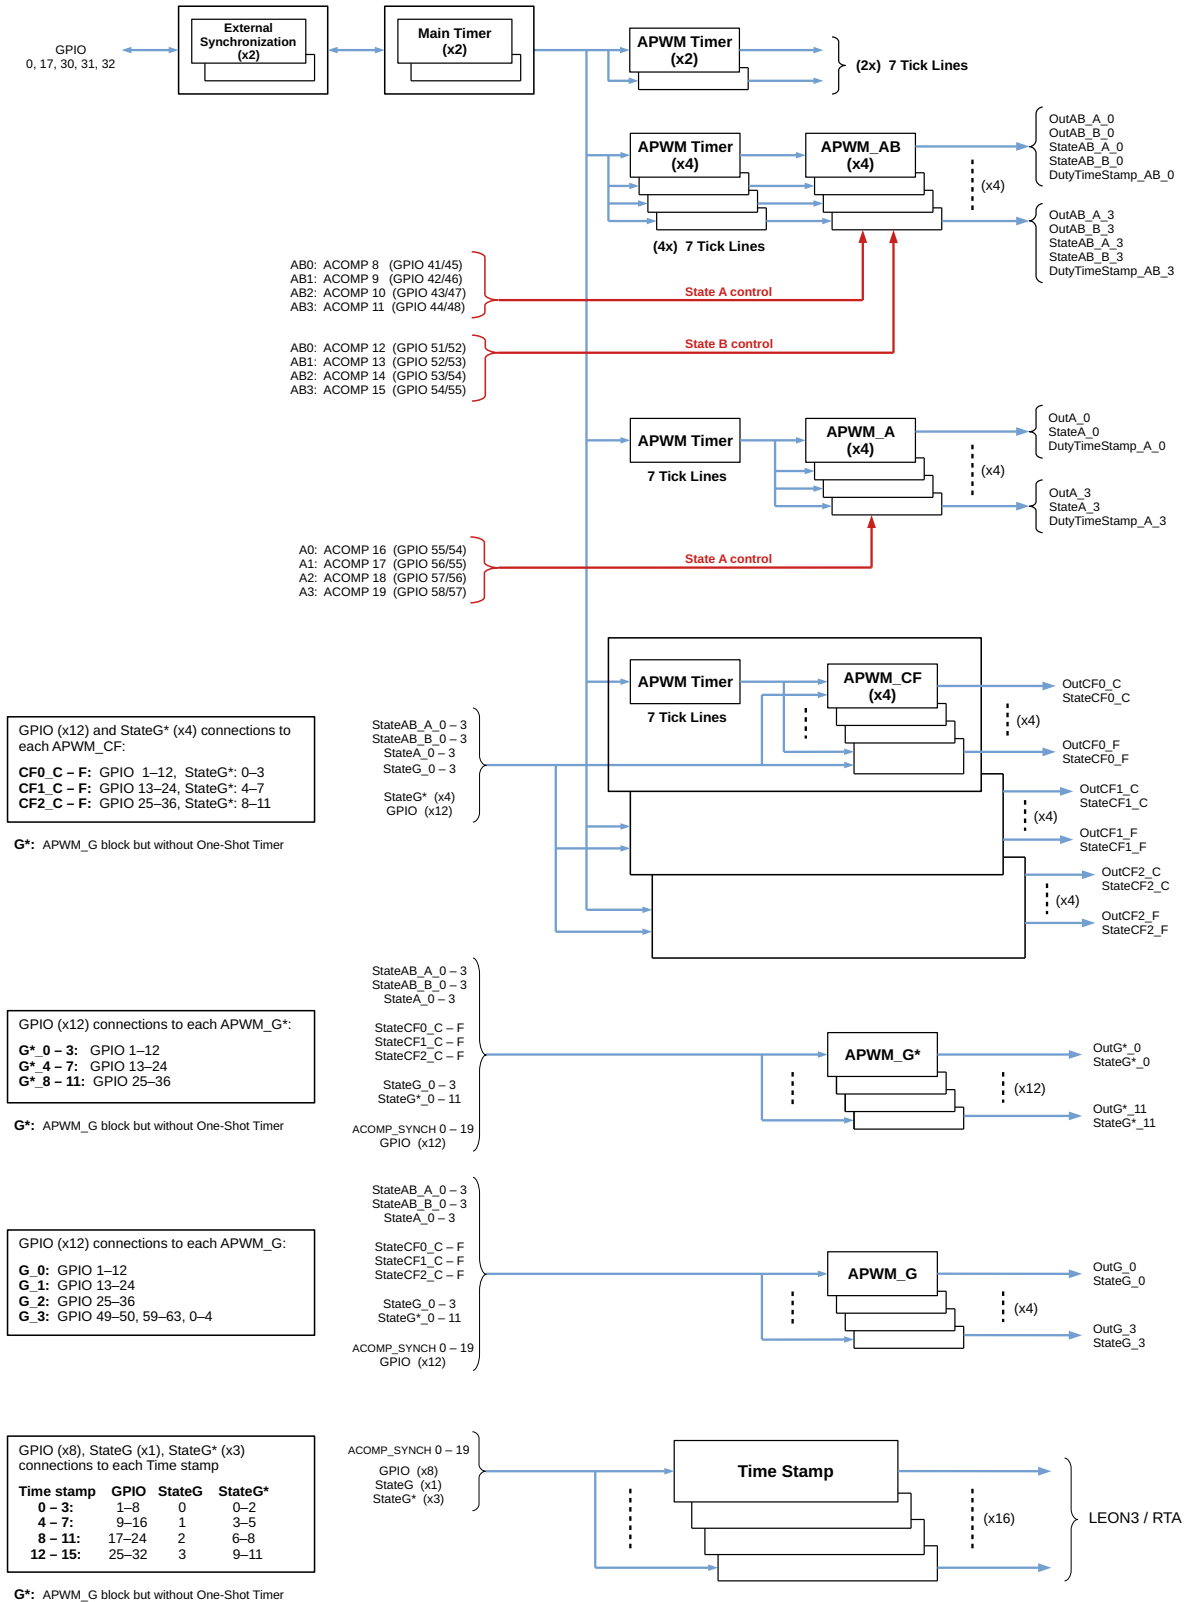 External
Synchronization
(x2)
Main Timer
(x2)
APWM Timer
(x2)
GPIO
0, 17, 30, 31, 32
(2x)  7 Tick Lines
APWM Timer
(x4)
APWM_AB
(x4)
(4x)  7 Tick Lines
(x4)
OutAB_A_0
OutAB_B_0
StateAB_A_0
StateAB_B_0
DutyTimeStamp_AB_0
OutAB_A_3
OutAB_B_3
StateAB_A_3
StateAB_B_3
DutyTimeStamp_AB_3
AB0:  ACOMP 8   (GPIO 41/45)
AB1:  ACOMP 9   (GPIO 42/46)
AB2:  ACOMP 10  (GPIO 43/47)
AB3:  ACOMP 11  (GPIO 44/48)
State A control
AB0:  ACOMP 12  (GPIO 51/52)
AB1:  ACOMP 13  (GPIO 52/53)
AB2:  ACOMP 14  (GPIO 53/54)
AB3:  ACOMP 15  (GPIO 54/55)
State B control
APWM Timer
7 Tick Lines
APWM_A
(x4)
(x4)
OutA_0
StateA_0
DutyTimeStamp_A_0
OutA_3
StateA_3
DutyTimeStamp_A_3
A0:  ACOMP 16  (GPIO 55/54)
A1:  ACOMP 17  (GPIO 56/55)
A2:  ACOMP 18  (GPIO 57/56)
A3:  ACOMP 19  (GPIO 58/57)
State A control
GPIO (x12) and StateG* (x4) connections to
each APWM_CF:
CF0_C – F:  GPIO  1–12,  StateG*: 0–3
CF1_C – F:  GPIO 13–24, StateG*: 4–7
CF2_C – F:  GPIO 25–36, StateG*: 8–11
G*:  APWM_G block but without One-Shot Timer
StateAB_A_0 – 3
StateAB_B_0 – 3
StateA_0 – 3
StateG_0 – 3
StateG*  (x4)
GPIO  (x12)
APWM Timer
7 Tick Lines
APWM_CF
(x4)
OutCF0_C
StateCF0_C
(x4)
OutCF0_F
StateCF0_F
OutCF1_C
StateCF1_C
(x4)
OutCF1_F
StateCF1_F
OutCF2_C
StateCF2_C
(x4)
OutCF2_F
StateCF2_F
GPIO (x12) connections to each APWM_G*:
G*_0 – 3:   GPIO 1–12
G*_4 – 7:   GPIO 13–24
G*_8 – 11:  GPIO 25–36
G*:  APWM_G block but without One-Shot Timer
StateAB_A_0 – 3
StateAB_B_0 – 3
StateA_0 – 3
StateCF0_C – F
StateCF1_C – F
StateCF2_C – F
StateG_0 – 3
StateG*_0 – 11
ACOMP_SYNCH 0 – 19
GPIO  (x12)
APWM_G*
OutG*_0
StateG*_0
(x12)
OutG*_11
StateG*_11
GPIO (x12) connections to each APWM_G:
G_0:  GPIO 1–12
G_1:  GPIO 13–24
G_2:  GPIO 25–36
G_3:  GPIO 49–50, 59–63, 0–4
StateAB_A_0 – 3
StateAB_B_0 – 3
StateA_0 – 3
StateCF0_C – F
StateCF1_C – F
StateCF2_C – F
StateG_0 – 3
StateG*_0 – 11
ACOMP_SYNCH 0 – 19
GPIO  (x12)
APWM_G
OutG_0
StateG_0
(x4)
OutG_3
StateG_3
GPIO (x8), StateG (x1), StateG* (x3)
connections to each Time stamp
Time stamp    GPIO   StateG    StateG*
0 – 3:    1–8    0    0–2
4 – 7:    9–16    1    3–5
8 – 11:    17–24    2    6–8
12 – 15:    25–32    3    9–11
G*:  APWM_G block but without One-Shot Timer
ACOMP_SYNCH 0 – 19
GPIO  (x8)
StateG  (x1)
StateG*  (x3)
Time Stamp
(x16)
LEON3 / RTA